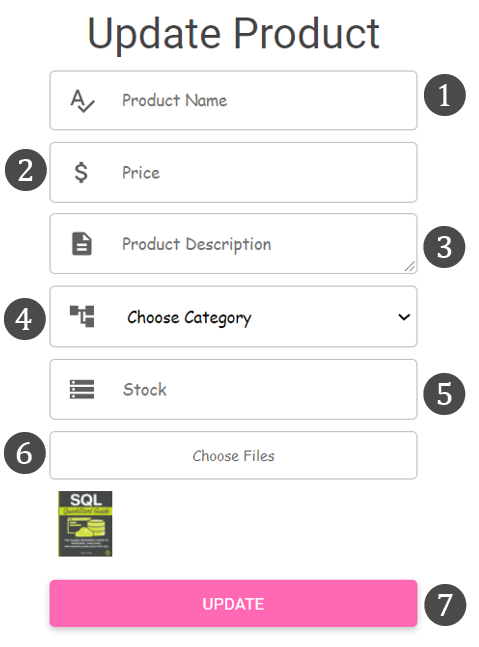 Update Product
Product Name
1
2
Price
Product Description
3
4
Choose Category
Stock
5
6
Choose Files
SQL
QuickStart Guide
UPDATE
7